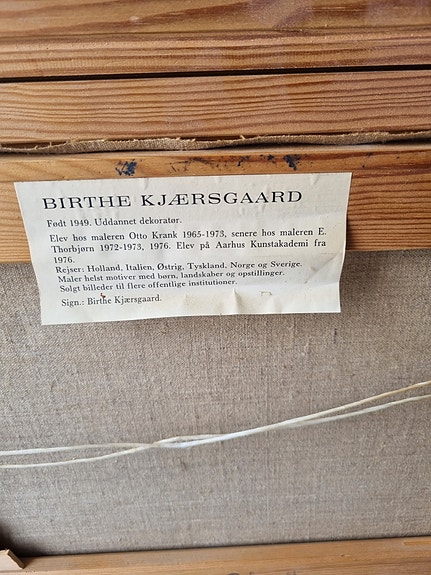 BIRTHE KJÆRSGAARD
Født 1949. Uddannet dekoratør.
Elev hos maleren Otto Krank 1965-1973, senere hos maleren E.
Thorbjørn 1972-1973, 1976. Elev på Aarhus Kunstakademi fra
1976.
Rejser: Holland, Italien, Østrig, Tyskland, Norge og Sverige.
Maler helst motiver med børn, landskaber og opstillinger.
Solgt billeder til flere offentlige institutioner.
Sign.: Birthe Kjærsgaard.